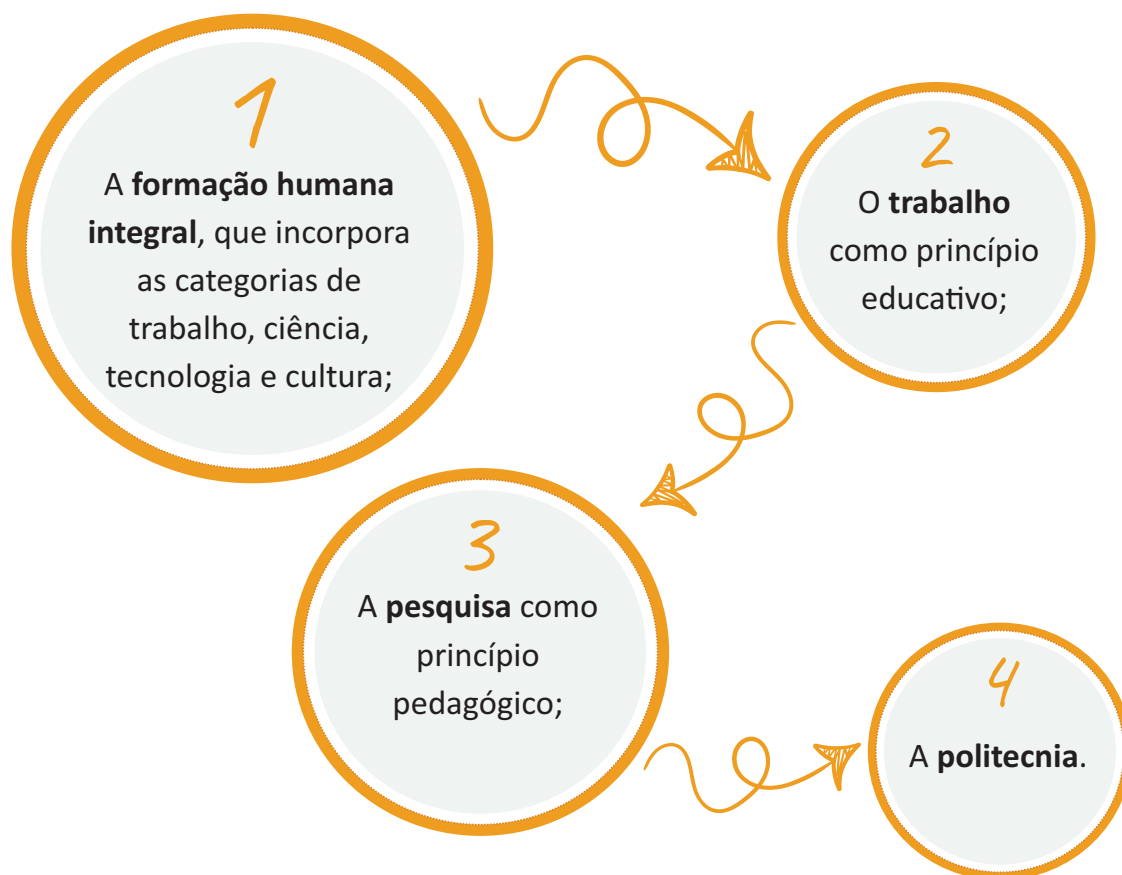 1
A formação humana
integral, que incorpora
as categorias de
trabalho, ciência,
tecnologia e cultura;
2
O trabalho
como princípio
educativo;
3
A pesquisa como
princípio
pedagógico;
4
A politecnia.